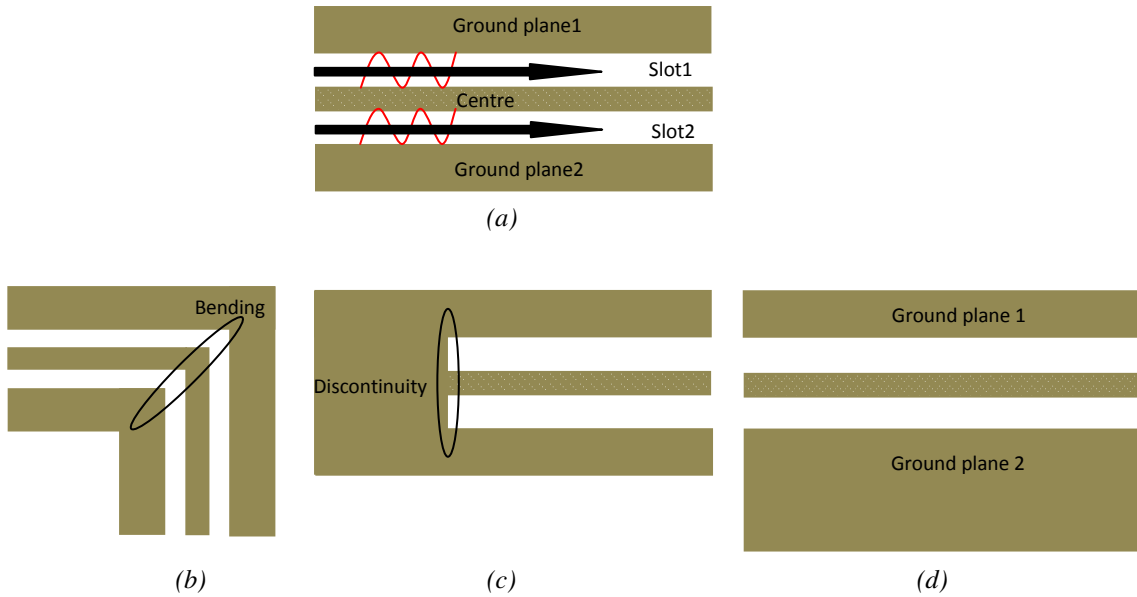 Ground plane1
Slot1
Centre
Slot2
Ground plane2
(a)
Bending
Discontinuity
Ground plane 1
Ground plane 2
(b)
(c)
(d)